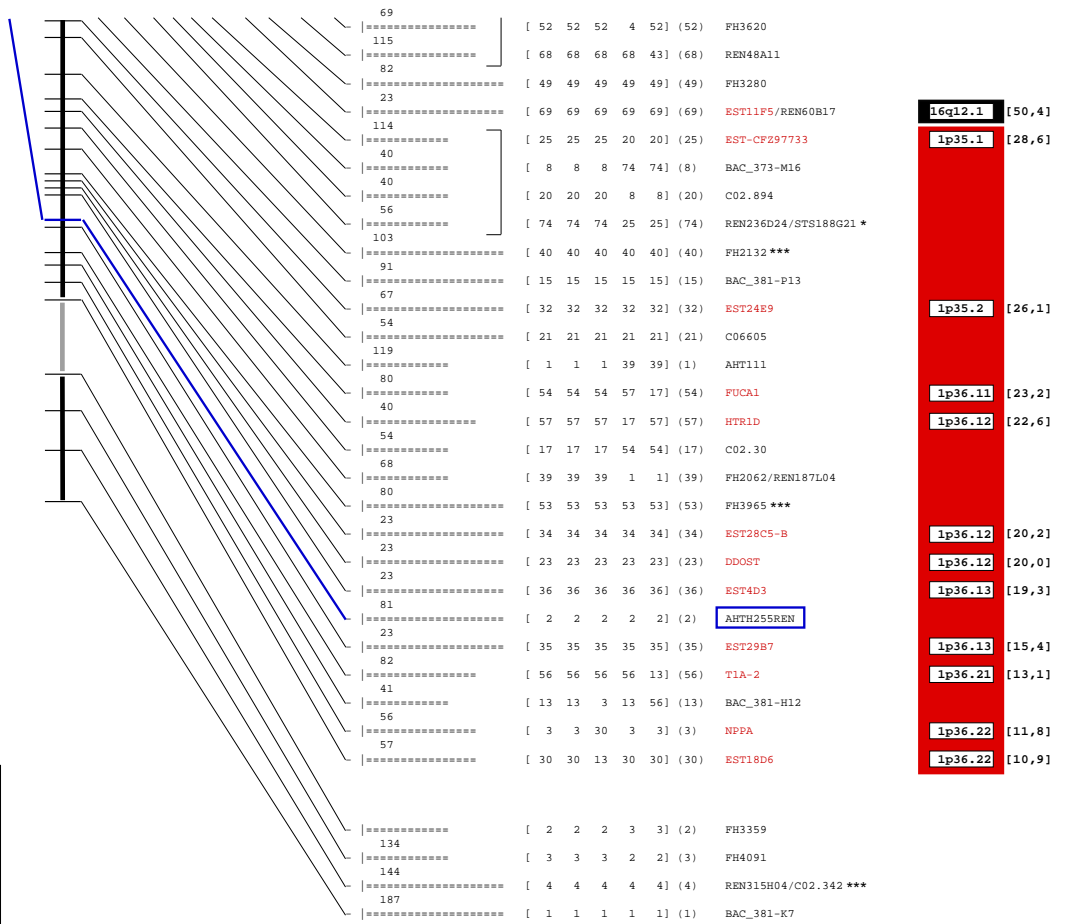 69
|================ [ 52 52 52 4 52] (52) FH3620
115
|================ [ 68 68 68 68 43] (68) REN48A11
82
|==================== [ 49 49 49 49 49] (49) FH3280
23
|==================== [ 69 69 69 69 69] (69) EST11F5/REN60B17 16q12.1 [50,4]
114
|============ [ 25 25 25 20 20] (25) EST-CFZ97733 1p35.1 [28,6]
40
|============ [ 8 8 8 74 74] (8) BAC_373-M16
40
|============ [ 20 20 20 8 8] (20) C02.894
56
|============ [ 74 74 74 25 25] (74) REN236D24/STS188G21 *
103
|==================== [ 40 40 40 40 40] (40) FH2132 ***
91
|==================== [ 15 15 15 15 15] (15) BAC_381-P13
67
|==================== [ 32 32 32 32 32] (32) EST24E9 1p35.2 [26,1]
54
|==================== [ 21 21 21 21 21] (21) C06605
119
|============ [ 1 1 1 39 39] (1) AHT111
80
|============ [ 54 54 54 57 17] (54) FUCA1 1p36.11 [23,2]
40
|================ [ 57 57 57 17 57] (57) HTR1D 1p36.12 [22,6]
54
|============ [ 17 17 17 54 54] (17) C02.30
68
|============ [ 39 39 39 1 1] (39) FH2062/REN187L04
80
|==================== [ 53 53 53 53 53] (53) FH3965 ***
23
|==================== [ 34 34 34 34 34] (34) EST28C5-B 1p36.12 [20,2]
23
|==================== [ 23 23 23 23 23] (23) DDOST 1p36.12 [20,0]
23
|==================== [ 36 36 36 36 36] (36) EST4D3 1p36.13 [19,3]
81
|==================== [ 2 2 2 2 2] (2) AHTH255REN
23
|==================== [ 35 35 35 35 35] (35) EST29B7 1p36.13 [15,4]
82
|================ [ 56 56 56 56 13] (56) T1A-2 1p36.21 [13,1]
41
|============ [ 13 13 3 13 56] (13) BAC_381-H12
56
|================ [ 3 3 30 3 3] (3) NPPA 1p36.22 [11,8]
57
|================ [ 30 30 13 30 30] (30) EST18D6 1p36.22 [10,9]
|============ [ 2 2 2 3 3] (2) FH3359
134
|============ [ 3 3 3 2 2] (3) FH4091
144
|==================== [ 4 4 4 4 4] (4) REN315H04/C02.342 ***
187
|==================== [ 1 1 1 1 1] (1) BAC_381-K7